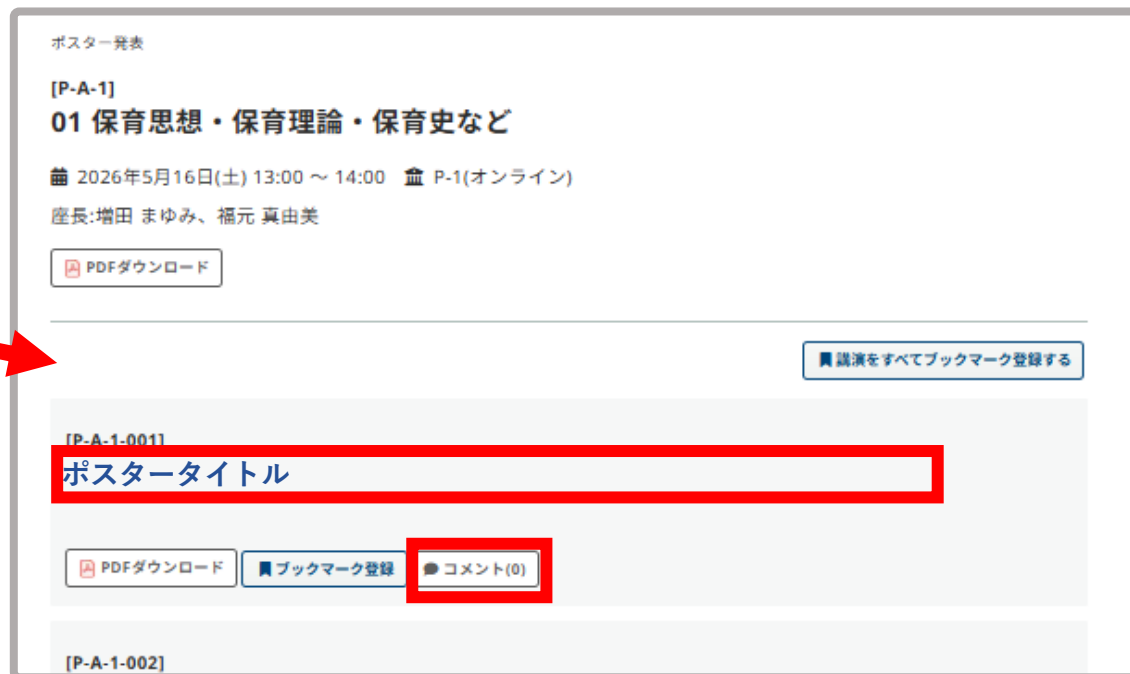 ポスター発表
[P-A-1]
01 保育思想・保育理論・保育史など
2026年5月16日(土) 13:00 ～ 14:00 P-1(オンライン)
座長:増田 まゆみ、福元 真由美
PDFダウンロード
講演をすべてブックマーク登録する
[P-A-1-001]
ポスタータイトル
PDFダウンロード ブックマーク登録 コメント(0)
[P-A-1-002]